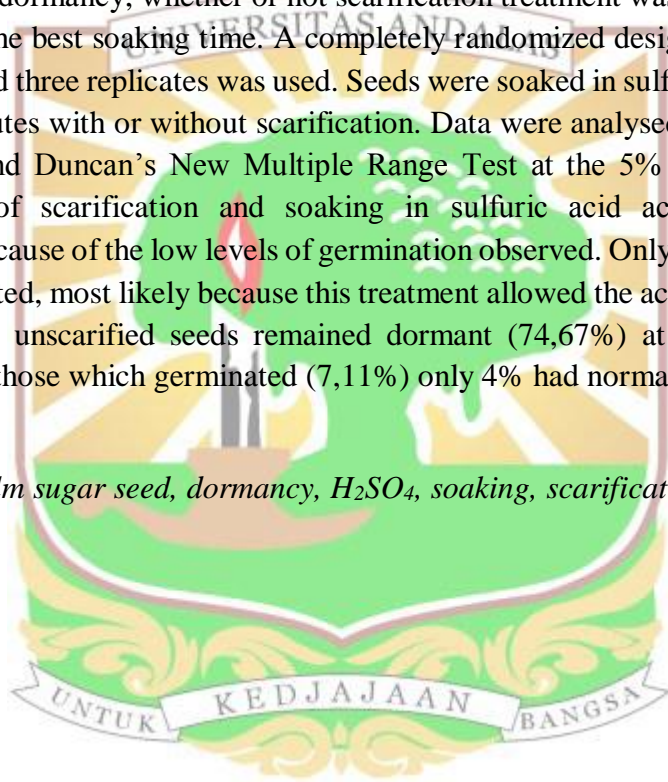 dormancy, whether or not scarification treatment was
he best soaking time. A completely randomized desig
d three replicates was used. Seeds were soaked in sulf
utes with or without scarification. Data were analysed
nd Duncan’s New Multiple Range Test at the 5%
of scarification and soaking in sulfuric acid ac
cause of the low levels of germination observed. Only
ted, most likely because this treatment allowed the ac
unscarified seeds remained dormant (74,67%) at
those which germinated (7,11%) only 4% had norma
lm sugar seed, dormancy, H₂SO₄, soaking, scarificat
UNIVERSITAS ANDALAS
UNTUK KEDJAJAAN BANGSA